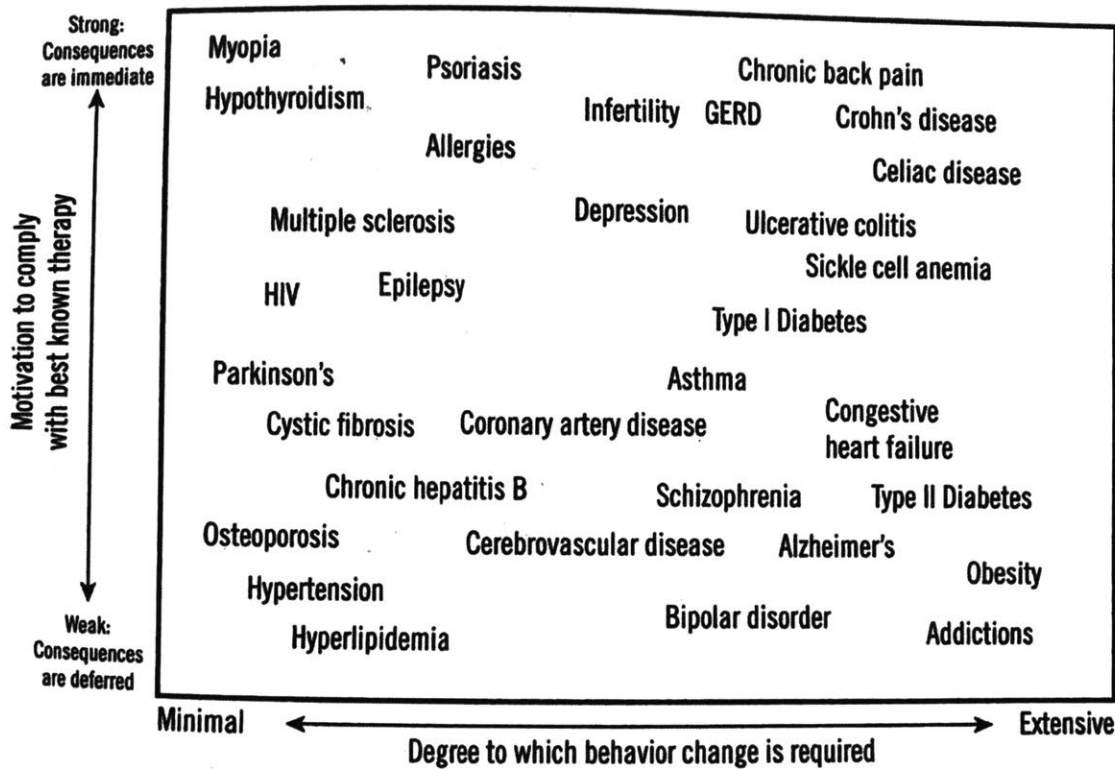 Strong:
Consequences
are immediate
Motivation to comply
with best known therapy
Weak:
Consequences
are deferred
Myopia
Psoriasis
Chronic back pain
Hypothyroidism
Infertility
GERD
Crohn's disease
Allergies
Celiac disease
Multiple sclerosis
Depression
Ulcerative colitis
Sickle cell anemia
HIV
Epilepsy
Type I Diabetes
Parkinson's
Asthma
Cystic fibrosis
Coronary artery disease
Congestive
heart failure
Chronic hepatitis B
Schizophrenia
Type II Diabetes
Osteoporosis
Cerebrovascular disease
Alzheimer's
Obesity
Hypertension
Bipolar disorder
Addictions
Hyperlipidemia
Minimal
Extensive
Degree to which behavior change is required